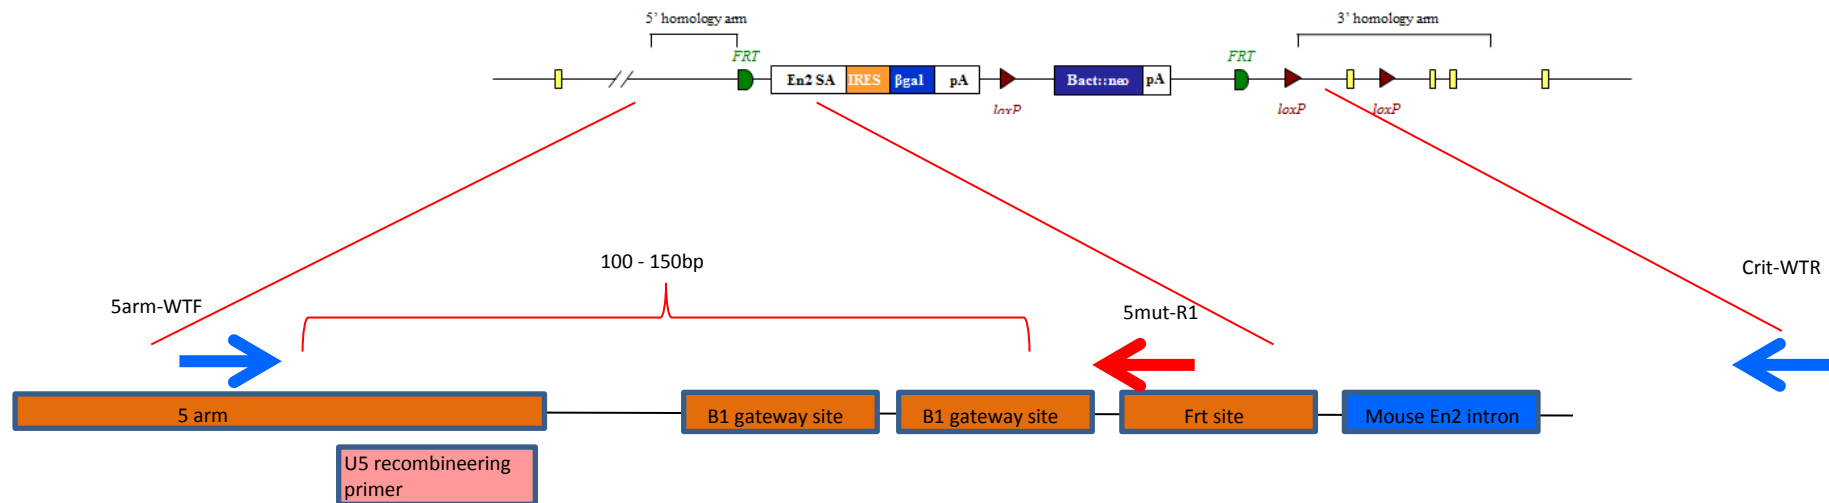 5' homology arm
3' homology arm
FRT
FRT
En2 SA IRES βgal pA
Bact::neo pA
loxP
loxP
loxP
100 - 150bp
Crit-WTR
5arm-WTF
5mut-R1
5 arm
B1 gateway site
B1 gateway site
Frt site
Mouse En2 intron
U5 recombineering
primer